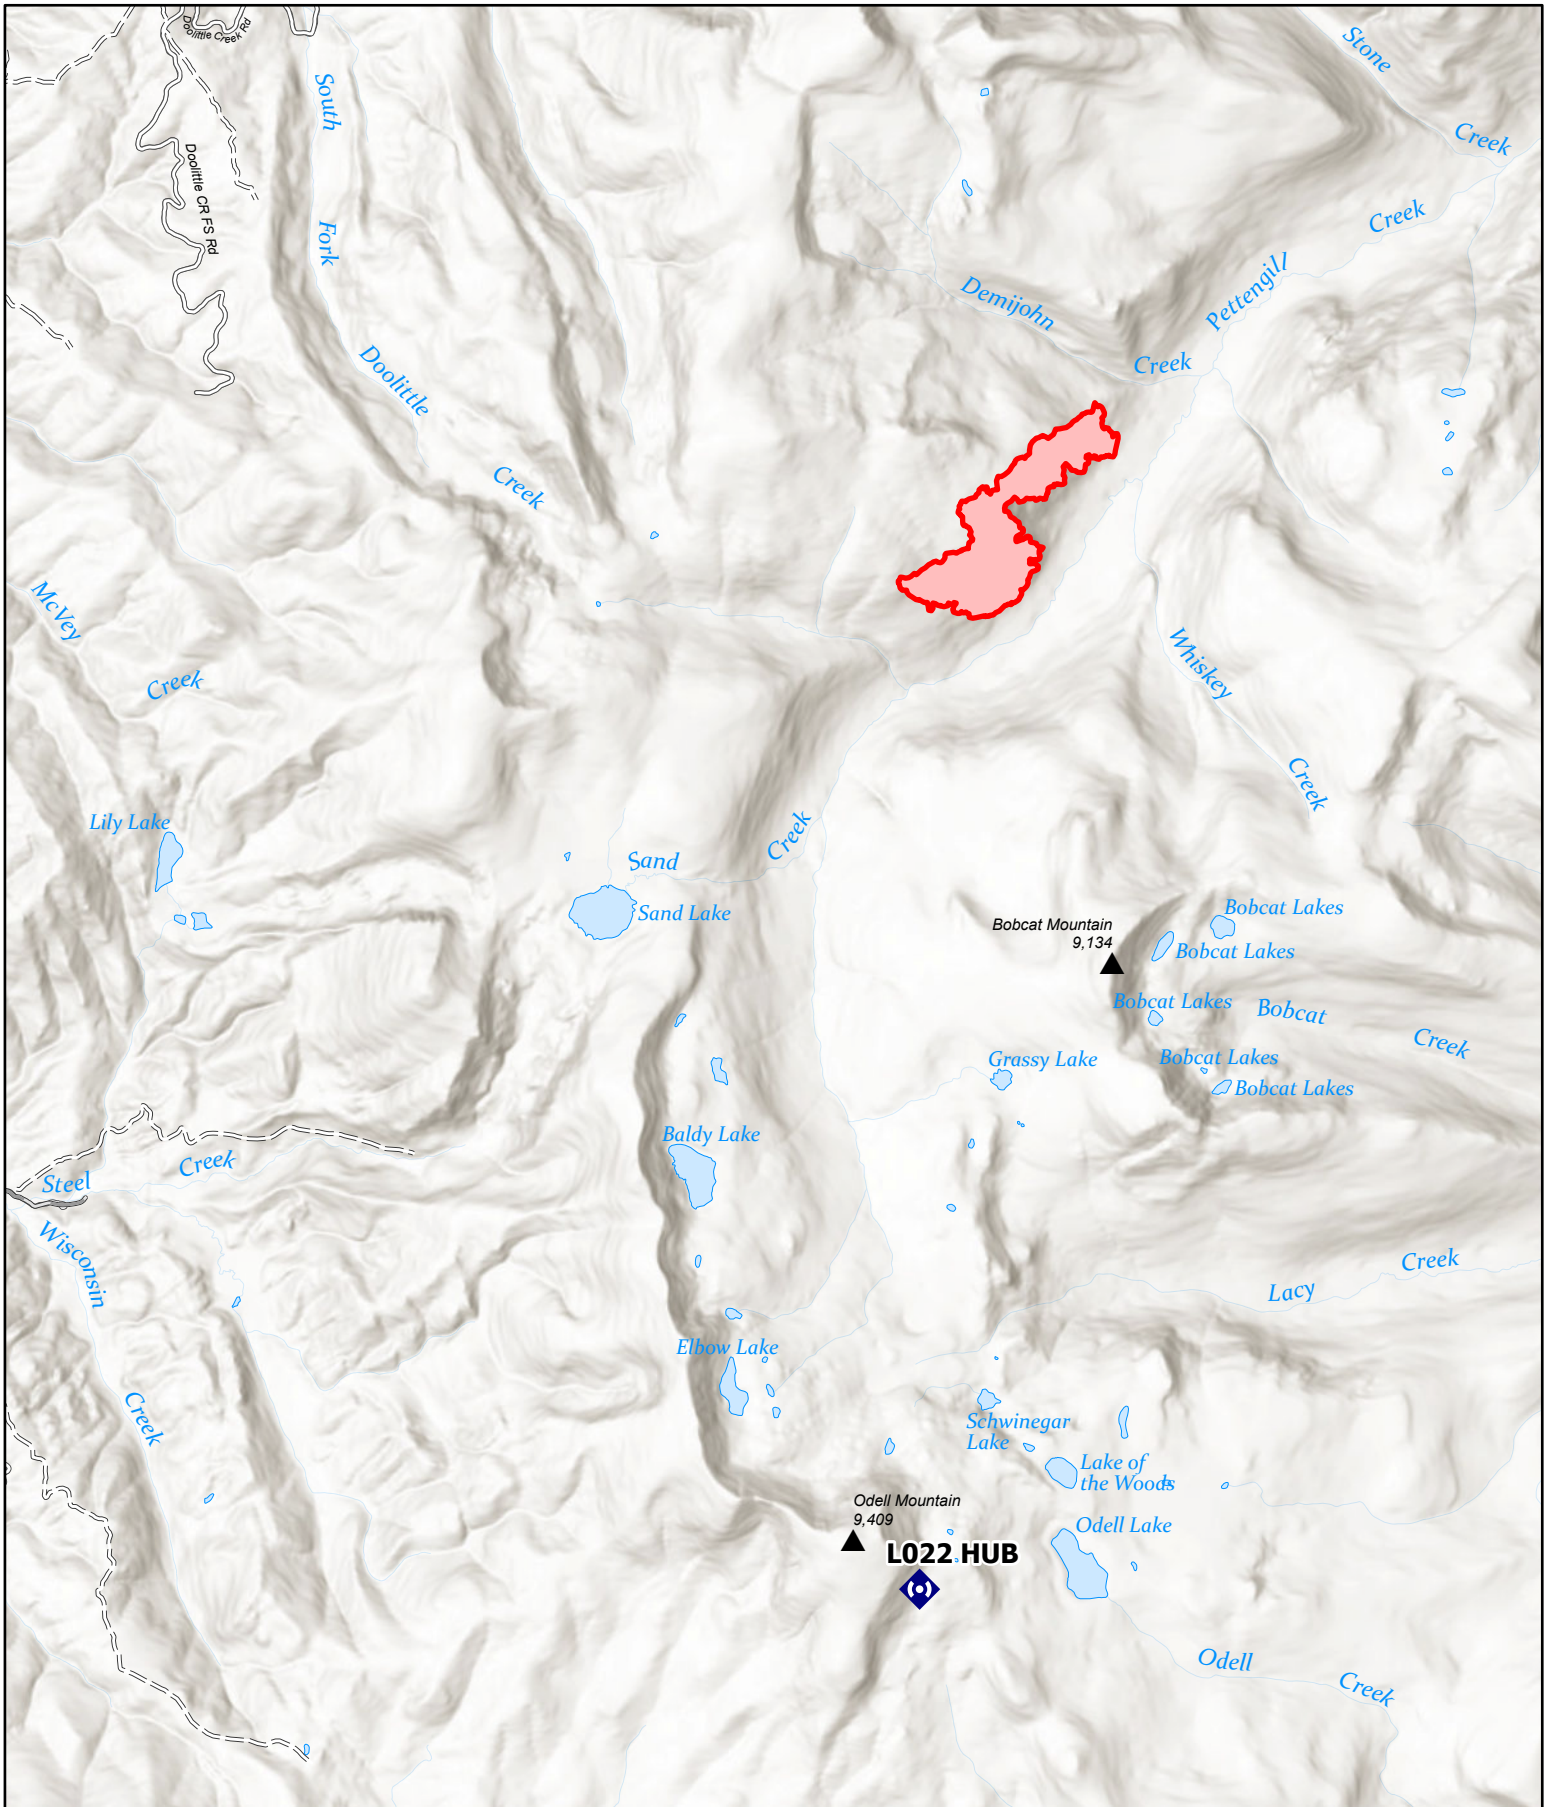 Doolittle Creek Rd
Stone
Creek
South
Doolittle CR FS Rd
Fork
Creek
Demijohn
Pettengill
Creek
Doolittle
Creek
McVey
Creek
Whiskey
Creek
Lily Lake
Sand
Creek
Sand Lake
Bobcat Mountain
9,134
Bobcat Lakes
Bobcat Lakes
Bobcat Lakes
Bobcat
Creek
Grassy Lake
Bobcat Lakes
Bobcat Lakes
Baldy Lake
Steel
Creek
Wisconsin
Creek
Lacy
Creek
Elbow Lake
Schwinegar
Lake
Lake of
the Woods
Odell Mountain
9,409
Odell Lake
L022 HUB
Odell
Creek